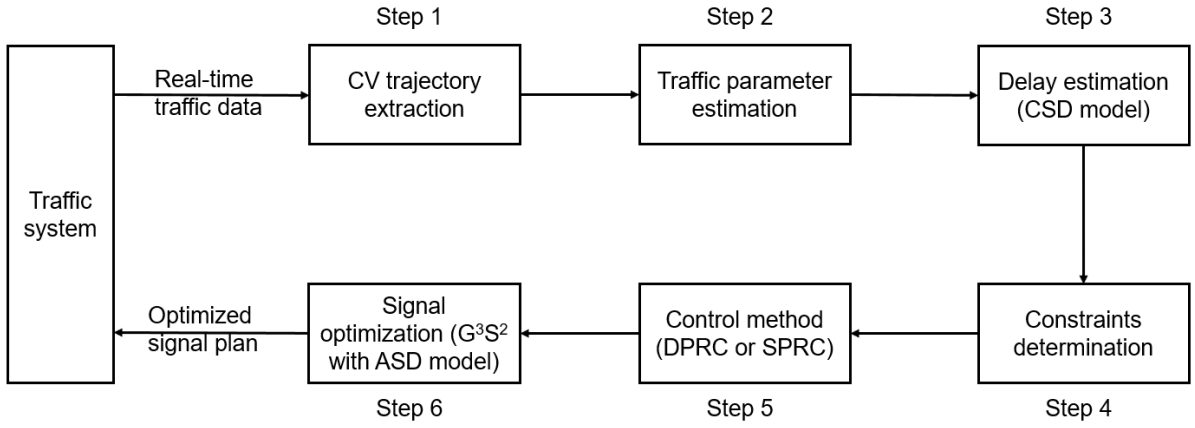 Step 1
Step 2
Step 3
Real-time
traffic data
CV trajectory
extraction
Traffic parameter
estimation
Delay estimation
(CSD model)
Traffic
system
Optimized
signal plan
Signal
optimization (G³S²
with ASD model)
Control method
(DPRC or SPRC)
Constraints
determination
Step 6
Step 5
Step 4